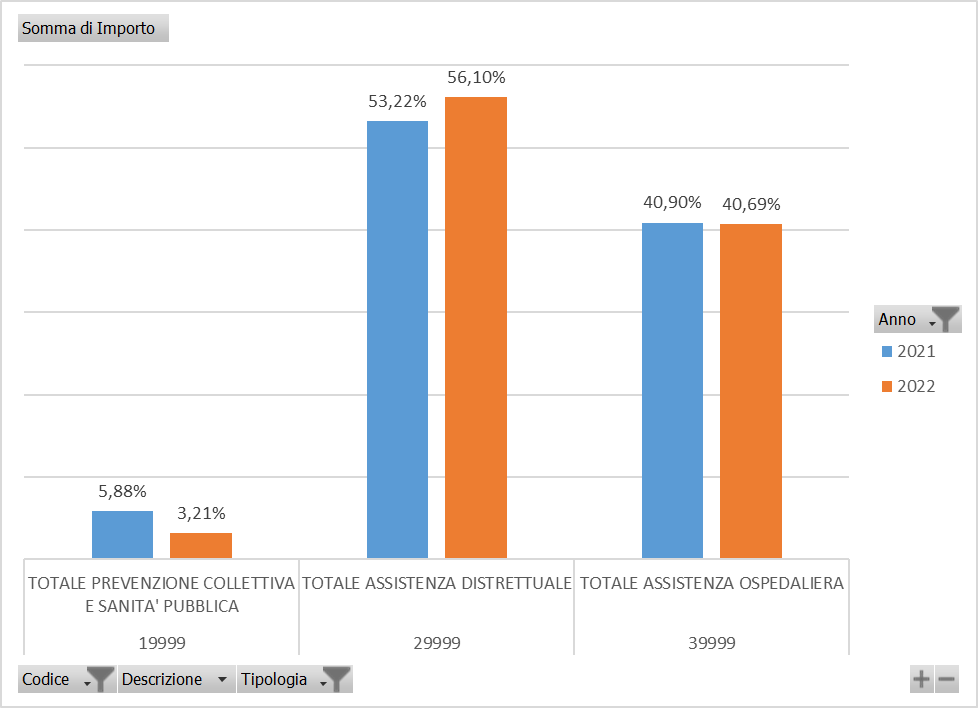 Somma di Importo
56,10%
53,22%
40,90%
40,69%
Anno
2021
2022
5,88%
3,21%
TOTALE PREVENZIONE COLLETTIVA
E SANITA' PUBBLICA
TOTALE ASSISTENZA DISTRETTUALE
TOTALE ASSISTENZA OSPEDALIERA
19999
29999
39999
Codice
Descrizione
Tipologia